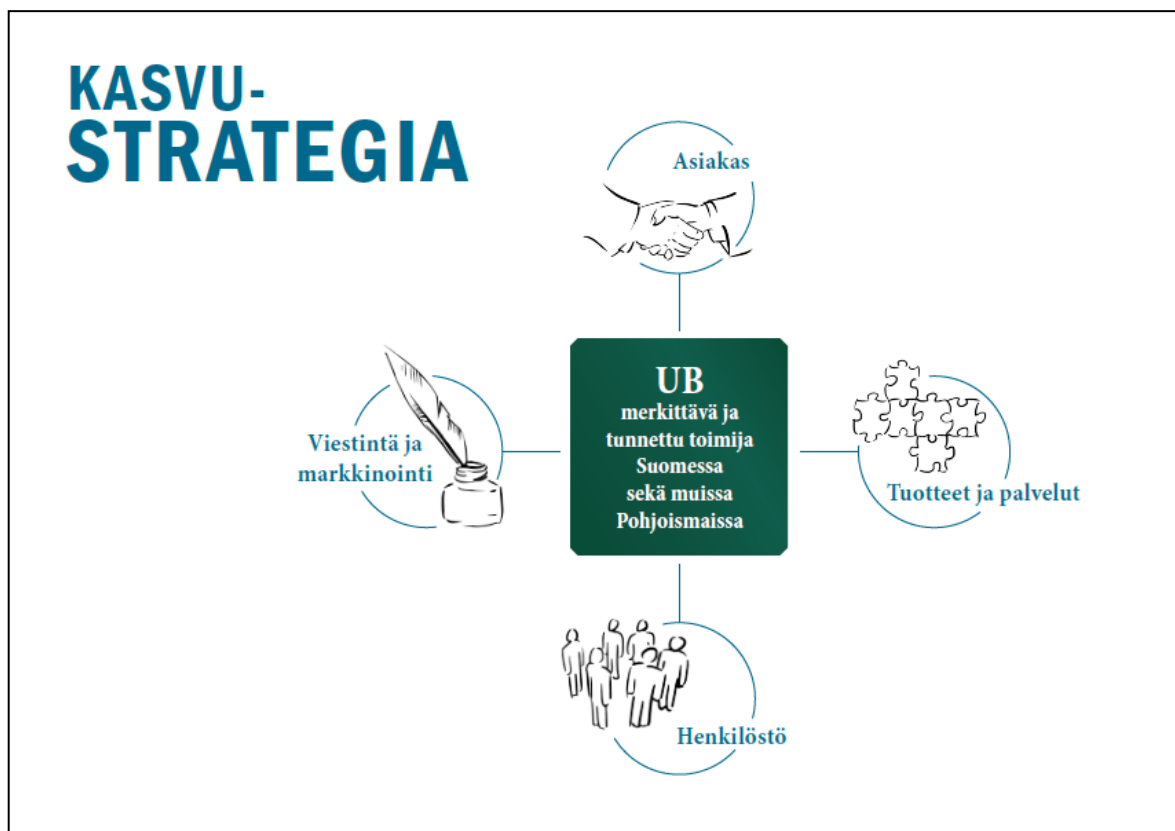 KASVU-
STRATEGIA
Asiakas
Viestintä ja
markkinointi
UB
merkittävä ja
tunnettu toimija
Suomessa
sekä muissa
Pohjoismaissa
Tuotteet ja palvelut
Henkilöstö